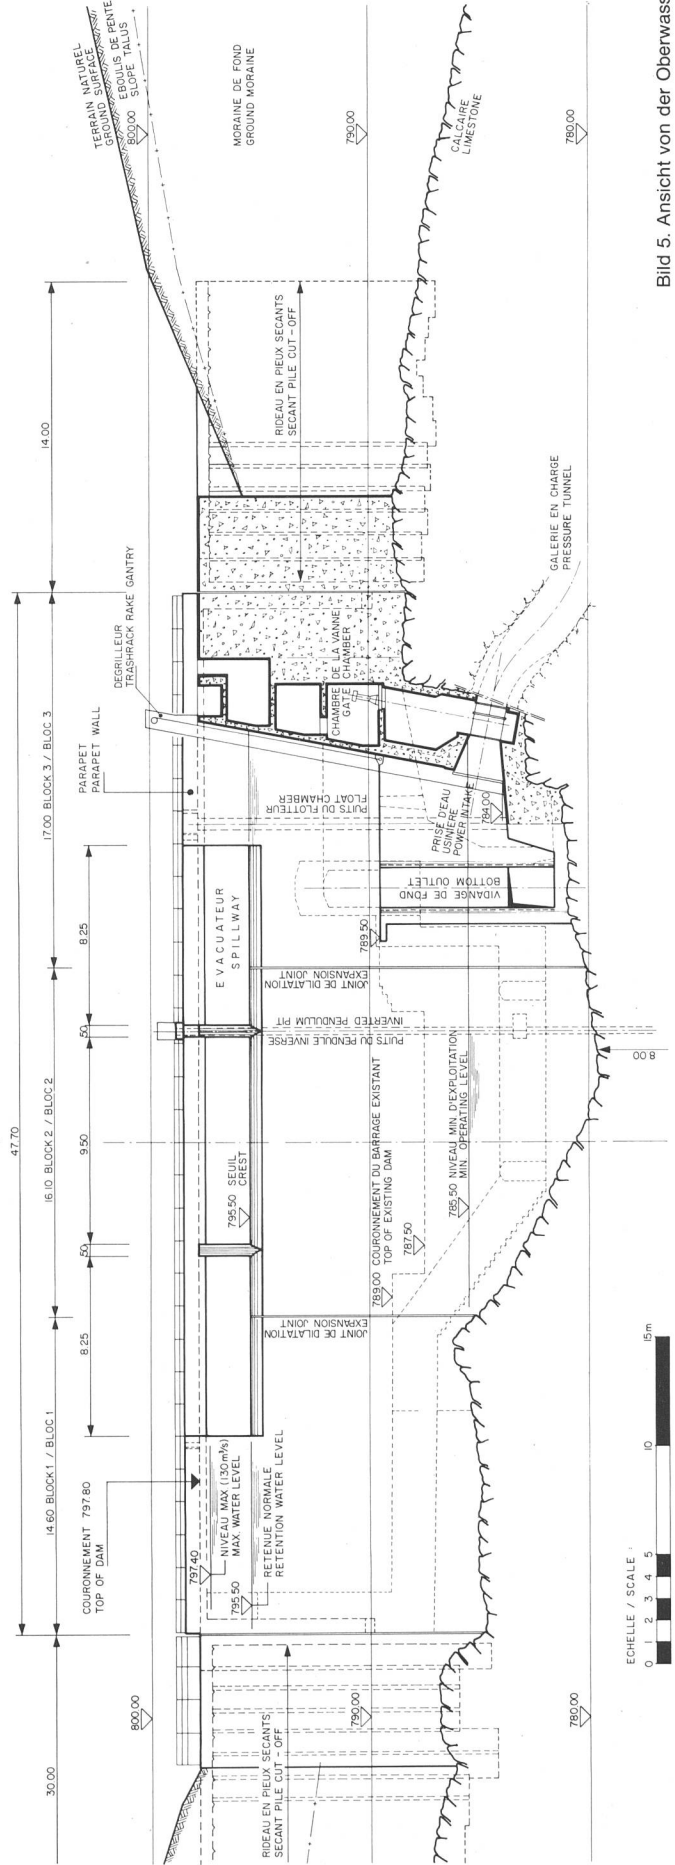 30.00
47.70
14.00
14.60 BLOCK 1 / BLOC 1
16.10 BLOCK 2 / BLOC 2
17.00 BLOCK 3 / BLOC 3
8.25
.50
9.50
.50
8.25
COURONNEMENT 797.80
TOP OF DAM
PARAPET
PARAPET WALL
DEGRILLEUR
TRASHRACK RAKE GANTRY
TERRAIN NATUREL
GROUND SURFACE
EBOULIS DE PENTE
SLOPE TALUS
800.00
800.00
797.40
NIVEAU MAX (130 m³/s)
MAX. WATER LEVEL
795.50
RETENUE NORMALE
RETENTION WATER LEVEL
795.50 SEUIL
CREST
EVACUATEUR
SPILLWAY
MORAINE DE FOND
GROUND MORAINE
RIDEAU EN PIEUX SECANTS
SECANT PILE CUT-OFF
RIDEAU EN PIEUX SECANTS
SECANT PILE CUT-OFF
JOINT DE DILATATION
EXPANSION JOINT
JOINT DE DILATATION
EXPANSION JOINT
PUITS DU PENDULE INVERSE
INVERTED PENDULLUM PIT
PUITS DU FLOTTEUR
FLOAT CHAMBER
CHAMBRE DE LA VANNE
GATE CHAMBER
790.00
790.00
789.00 COURONNEMENT DU BARRAGE EXISTANT
TOP OF EXISTING DAM
787.50
785.50 NIVEAU MIN D'EXPLOITATION
MIN OPERATING LEVEL
789.50
VIDANGE DE FOND
BOTTOM OUTLET
PRISE D'EAU
USINIERE
POWER INTAKE
784.00
CALCAIRE
LIMESTONE
GALERIE EN CHARGE
PRESSURE TUNNEL
780.00
780.00
8.00
ECHELLE / SCALE :
0 1 2 3 4 5 10 15m
Bild 5. Ansicht von der Oberwass